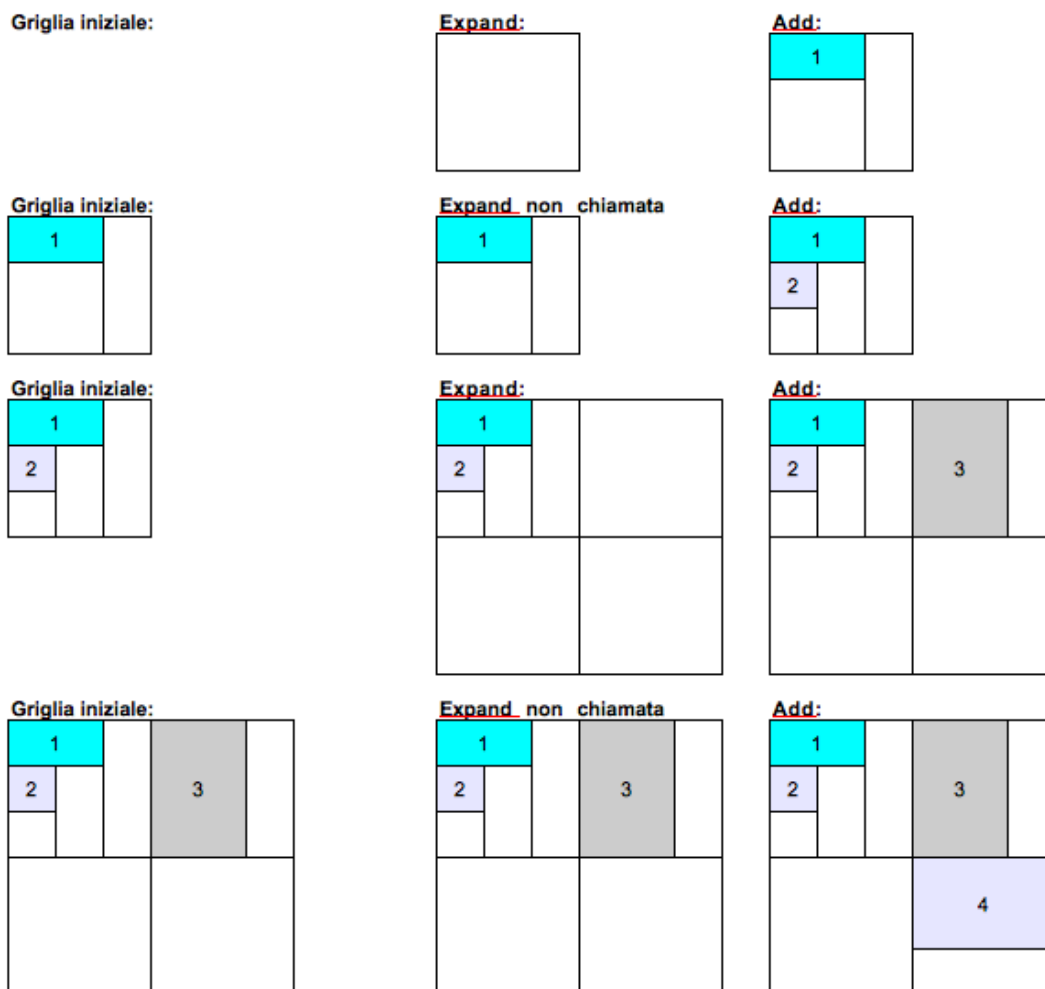 Griglia iniziale: Expand: Add:
1
Griglia iniziale: Expand non chiamata Add:
1 1 1
2
Griglia iniziale: Expand: Add:
1 1 1 3
2 2 2
Griglia iniziale: Expand non chiamata Add:
1 3 1 3 1 3
2 2 2
4